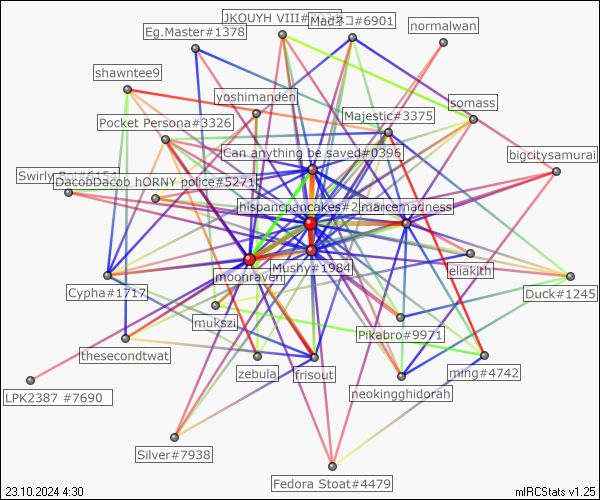 JKOUYH VIII#
Madネコ#6901
normalwan
Eg.Master#1378
shawntee9
yoshimanden
somass
Majestic#3375
Pocket Persona#3326
Can anything be saved#0396
bigcitysamurai
Swirly
DacobDacob hORNY police#5271
hispancpancakes#2
marcemadness
Mushy#1984
eliakith
moonraven
Cypha#1717
Duck#1245
mukszi
Pikabro#9971
thesecondtwat
zebula
frisout
ming#4742
LPK2387 #7690
neokingghidorah
Silver#7938
Fedora Stoat#4479
23.10.2024 4:30
mIRCStats v1.25